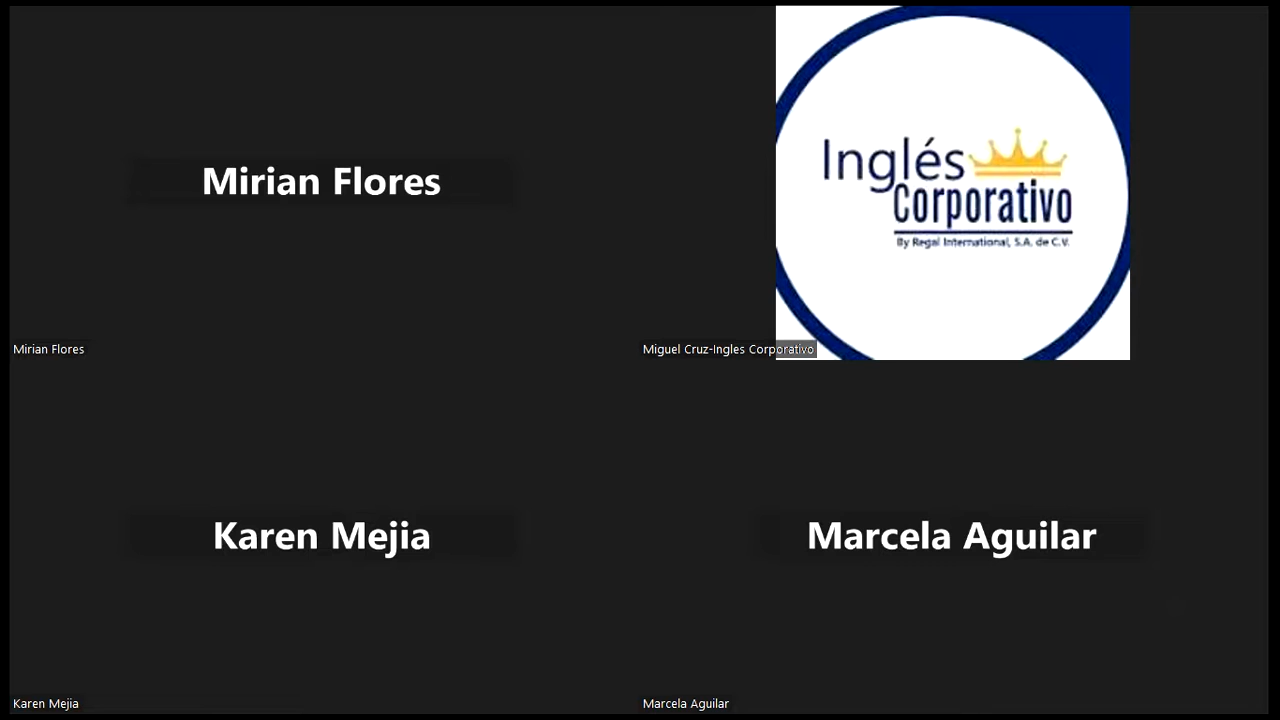 Mirian Flores
Mirian Flores
Inglés
Corporativo
By Regal International, S.A. de C.V.
Miguel Cruz-Ingles Corporativo
Karen Mejia
Karen Mejia
Marcela Aguilar
Marcela Aguilar